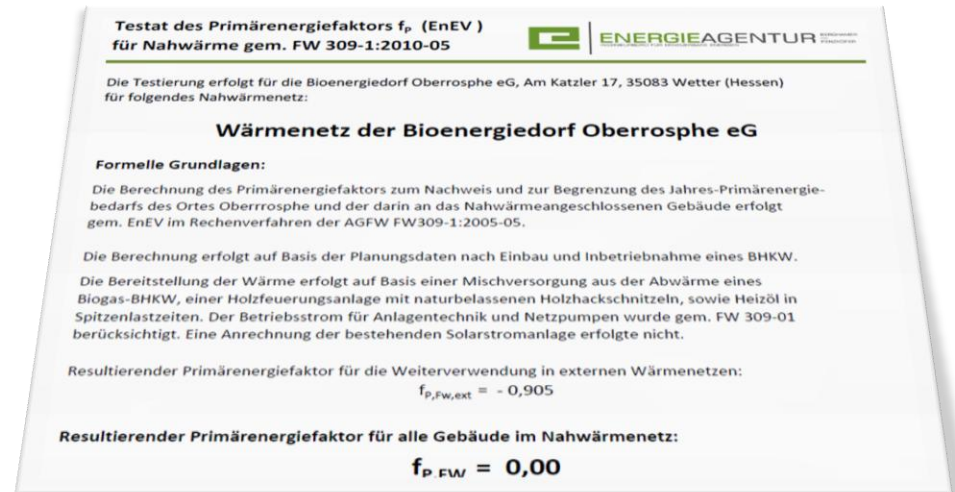 Testat des Primärenergiefaktors fₚ (EnEV )
für Nahwärme gem. FW 309-1:2010-05
ENERGIEAGENTUR
Die Testierung erfolgt für die Bioenergiedorf Oberrosphe eG, Am Katzler 17, 35083 Wetter (Hessen)
für folgendes Nahwärmenetz:
Wärmenetz der Bioenergiedorf Oberrosphe eG
Formelle Grundlagen:
Die Berechnung des Primärenergiefaktors zum Nachweis und zur Begrenzung des Jahres-Primärenergie-
bedarfs des Ortes Oberrrosphe und der darin an das Nahwärmeangeschlossenen Gebäude erfolgt
gem. EnEV im Rechenverfahren der AGFW FW309-1:2005-05.
Die Berechnung erfolgt auf Basis der Planungsdaten nach Einbau und Inbetriebnahme eines BHKW.
Die Bereitstellung der Wärme erfolgt auf Basis einer Mischversorgung aus der Abwärme eines
Biogas-BHKW, einer Holzfeuerungsanlage mit naturbelassenen Holzhackschnitzeln, sowie Heizöl in
Spitzenlastzeiten. Der Betriebsstrom für Anlagentechnik und Netzpumpen wurde gem. FW 309-01
berücksichtigt. Eine Anrechnung der bestehenden Solarstromanlage erfolgte nicht.
Resultierender Primärenergiefaktor für die Weiterverwendung in externen Wärmenetzen:
fP,Fw,ext = - 0,905
Resultierender Primärenergiefaktor für alle Gebäude im Nahwärmenetz:
fP.FW = 0,00